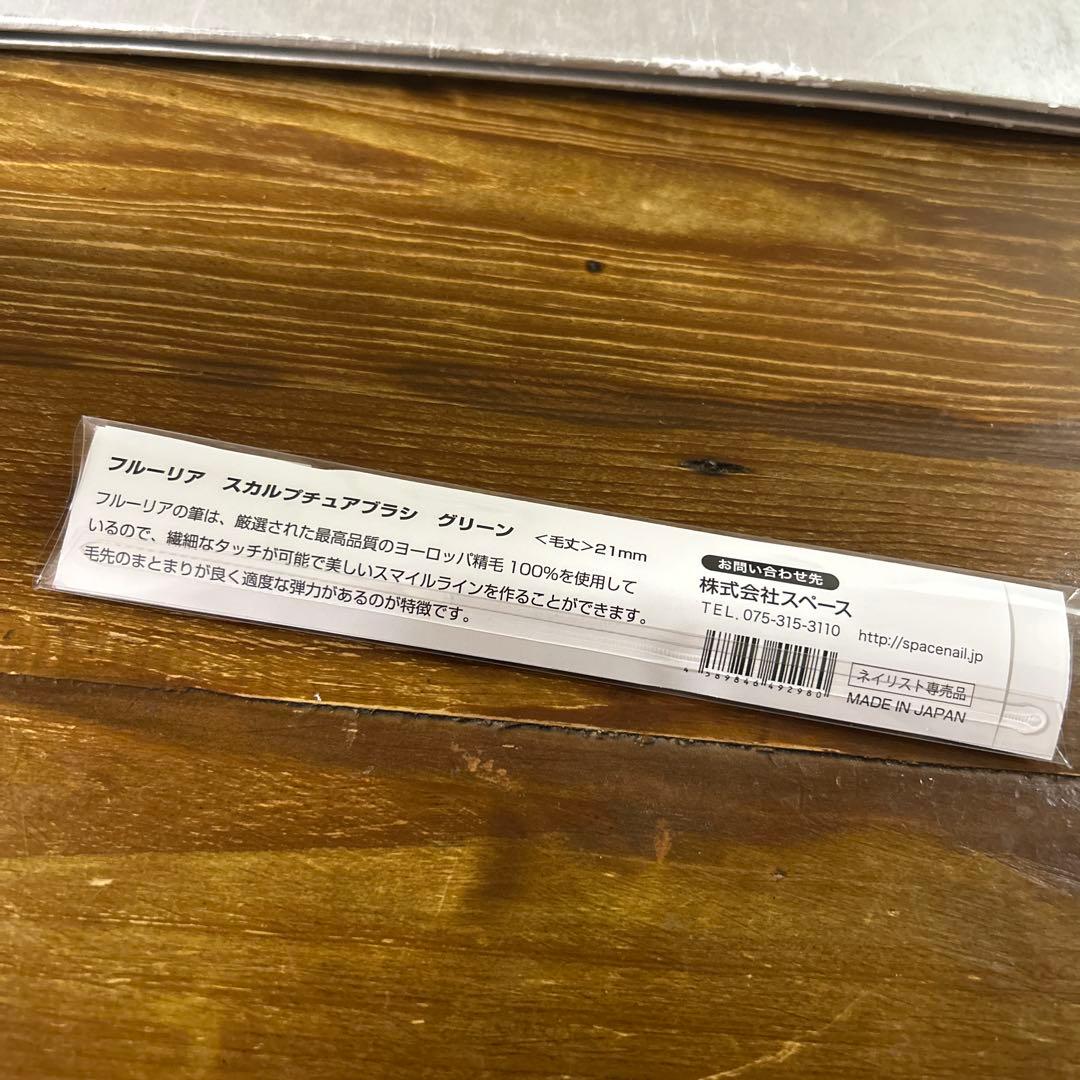 フルーリア　スカルプチュアブラシ　グリーン　＜毛丈＞21mm
フルーリアの筆は、厳選された最高品質のヨーロッパ精毛 100%を使用して
いるので、繊細なタッチが可能で美しいスマイルラインを作ることができます。
毛先のまとまりが良く適度な弾力があるのが特徴です。
お問い合わせ先
株式会社スペース
TEL. 075-315-3110
http://spacenail.jp
4 589846 492980
ネイリスト専売品
MADE IN JAPAN